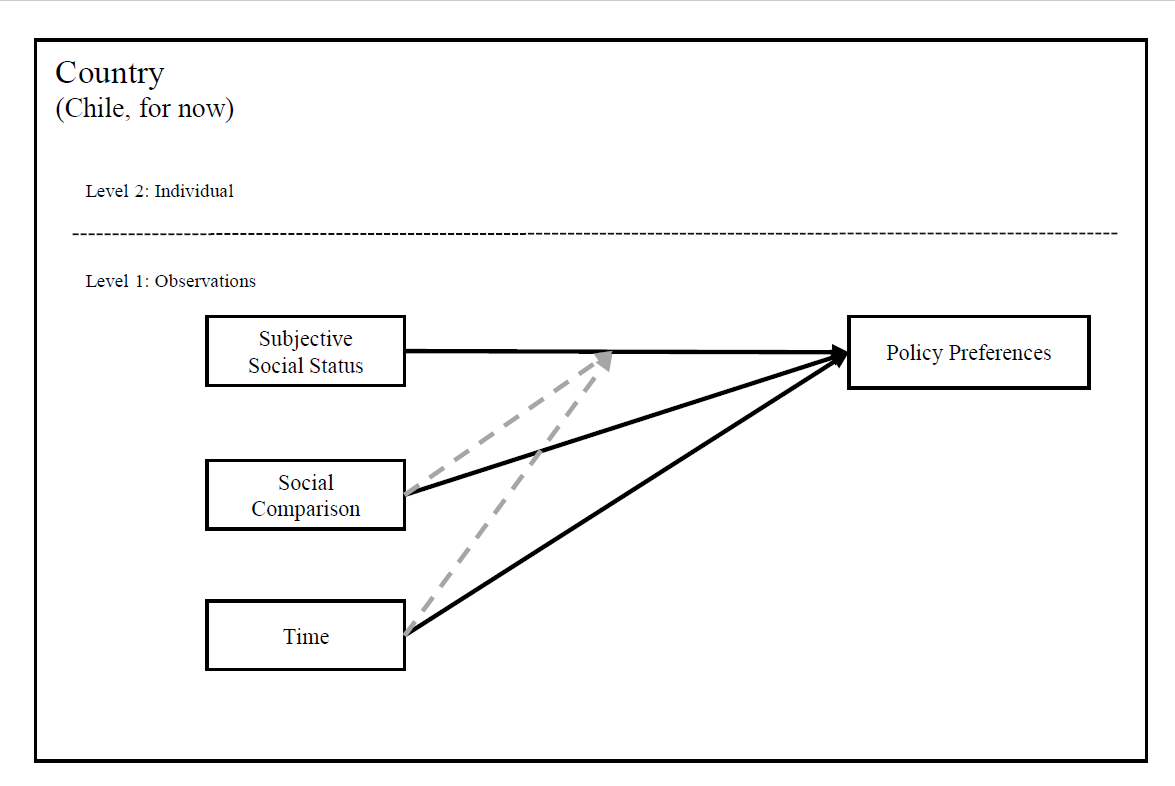 Country
(Chile, for now)
Level 2: Individual
Level 1: Observations
Subjective
Social Status
Policy Preferences
Social
Comparison
Time